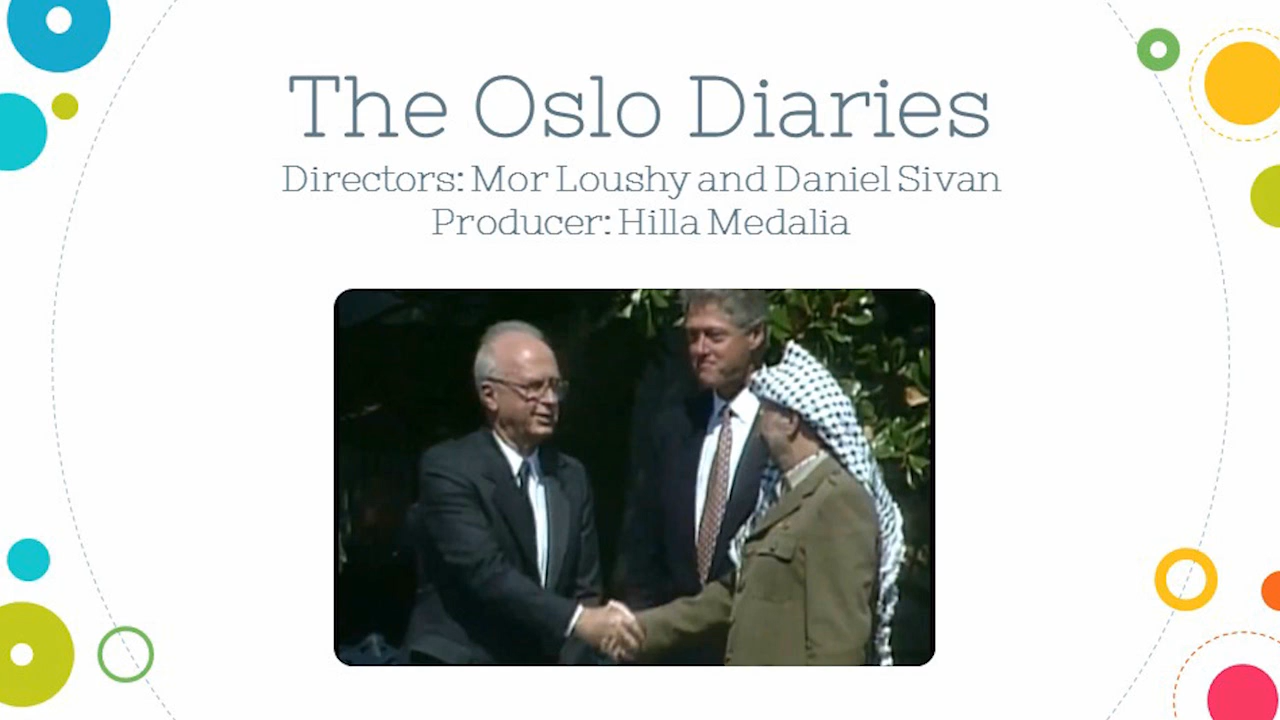 The Oslo Diaries
Directors: Mor Loushy and Daniel Sivan
Producer: Hilla Medalia